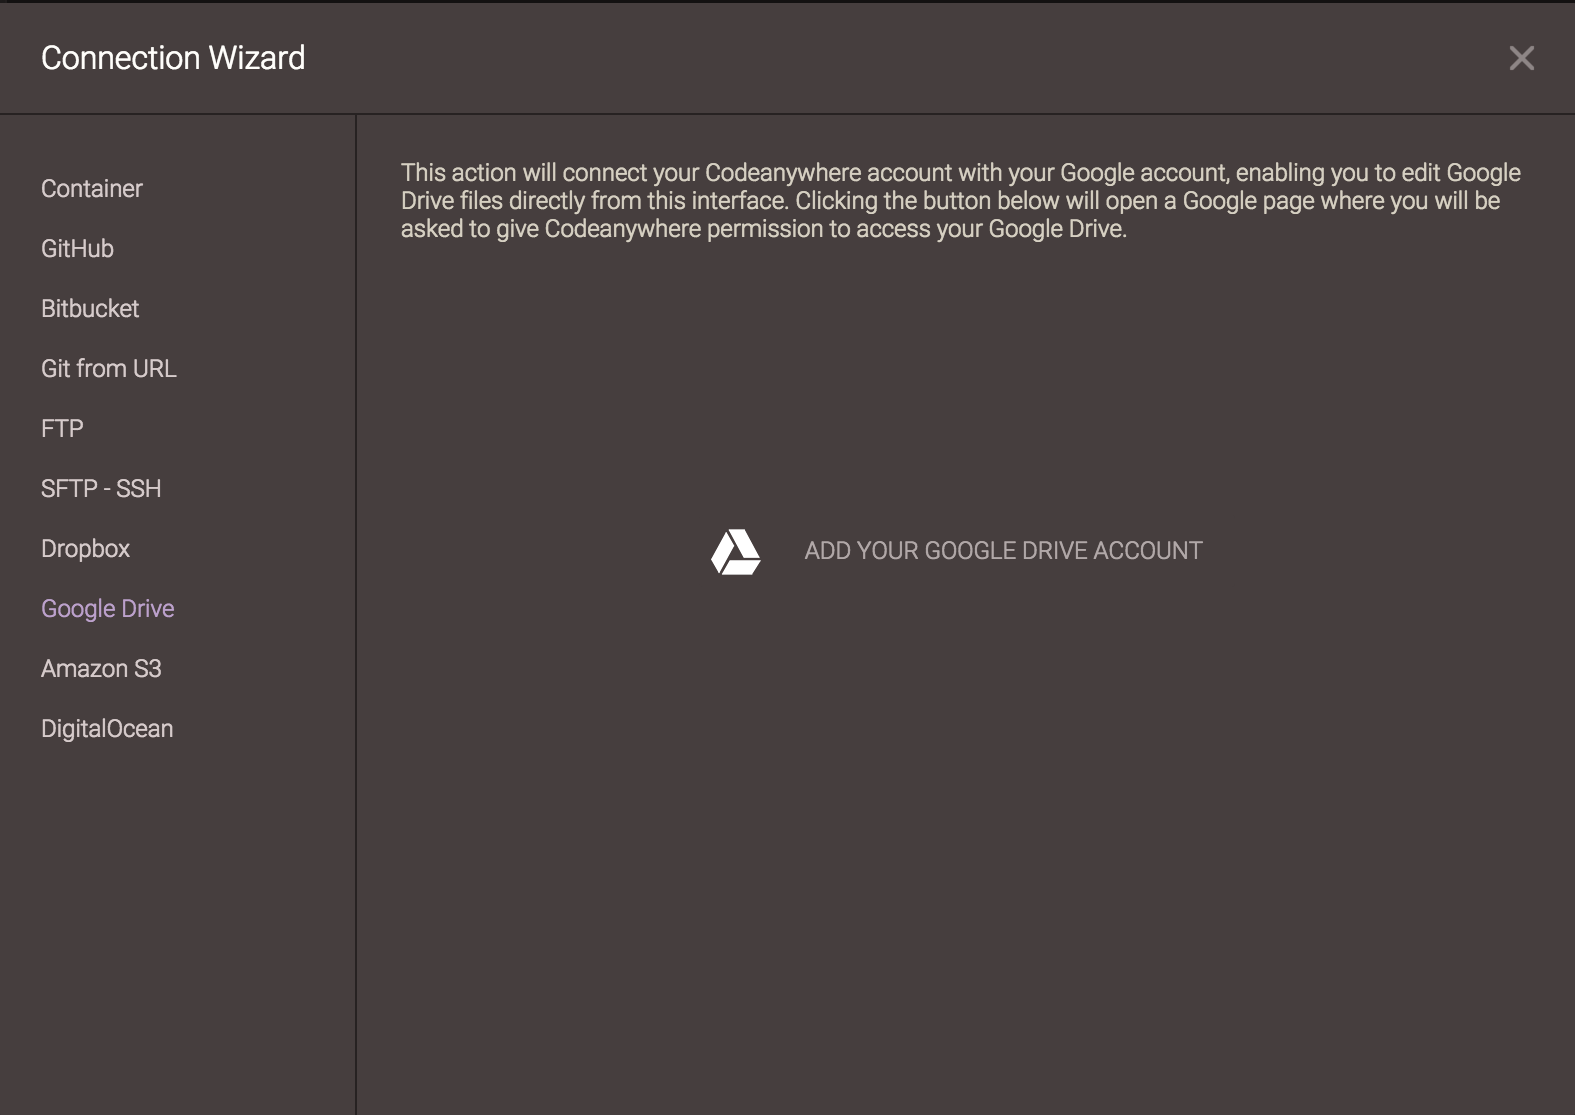 Connection Wizard
Container
GitHub
Bitbucket
Git from URL
FTP
SFTP - SSH
Dropbox
Google Drive
Amazon S3
DigitalOcean
This action will connect your Codeanywhere account with your Google account, enabling you to edit Google
Drive files directly from this interface. Clicking the button below will open a Google page where you will be
asked to give Codeanywhere permission to access your Google Drive.
ADD YOUR GOOGLE DRIVE ACCOUNT